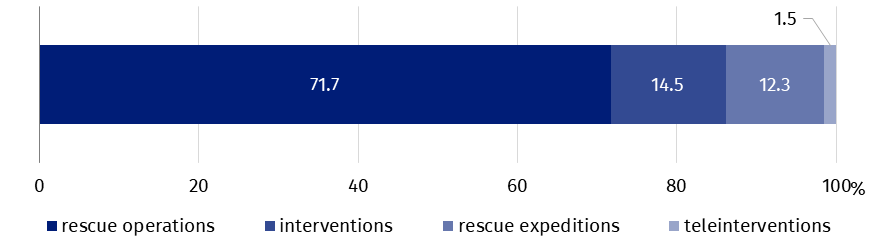 1.5
71.7 14.5 12.3
0 20 40 60 80 100%
rescue operations interventions rescue expeditions teleinterventions